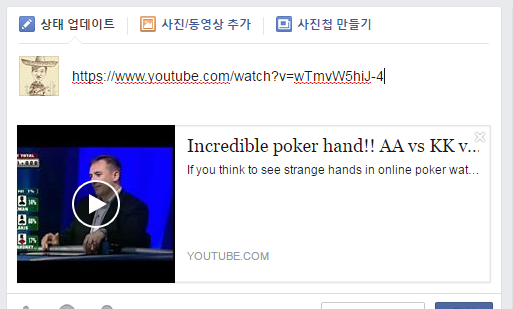 상태 업데이트
사진/동영상 추가
사진첩 만들기
https://www.youtube.com/watch?v=wTmvW5hiJ-4
Incredible poker hand!! AA vs KK v...
If you think to see strange hands in online poker wat...
YOUTUBE.COM